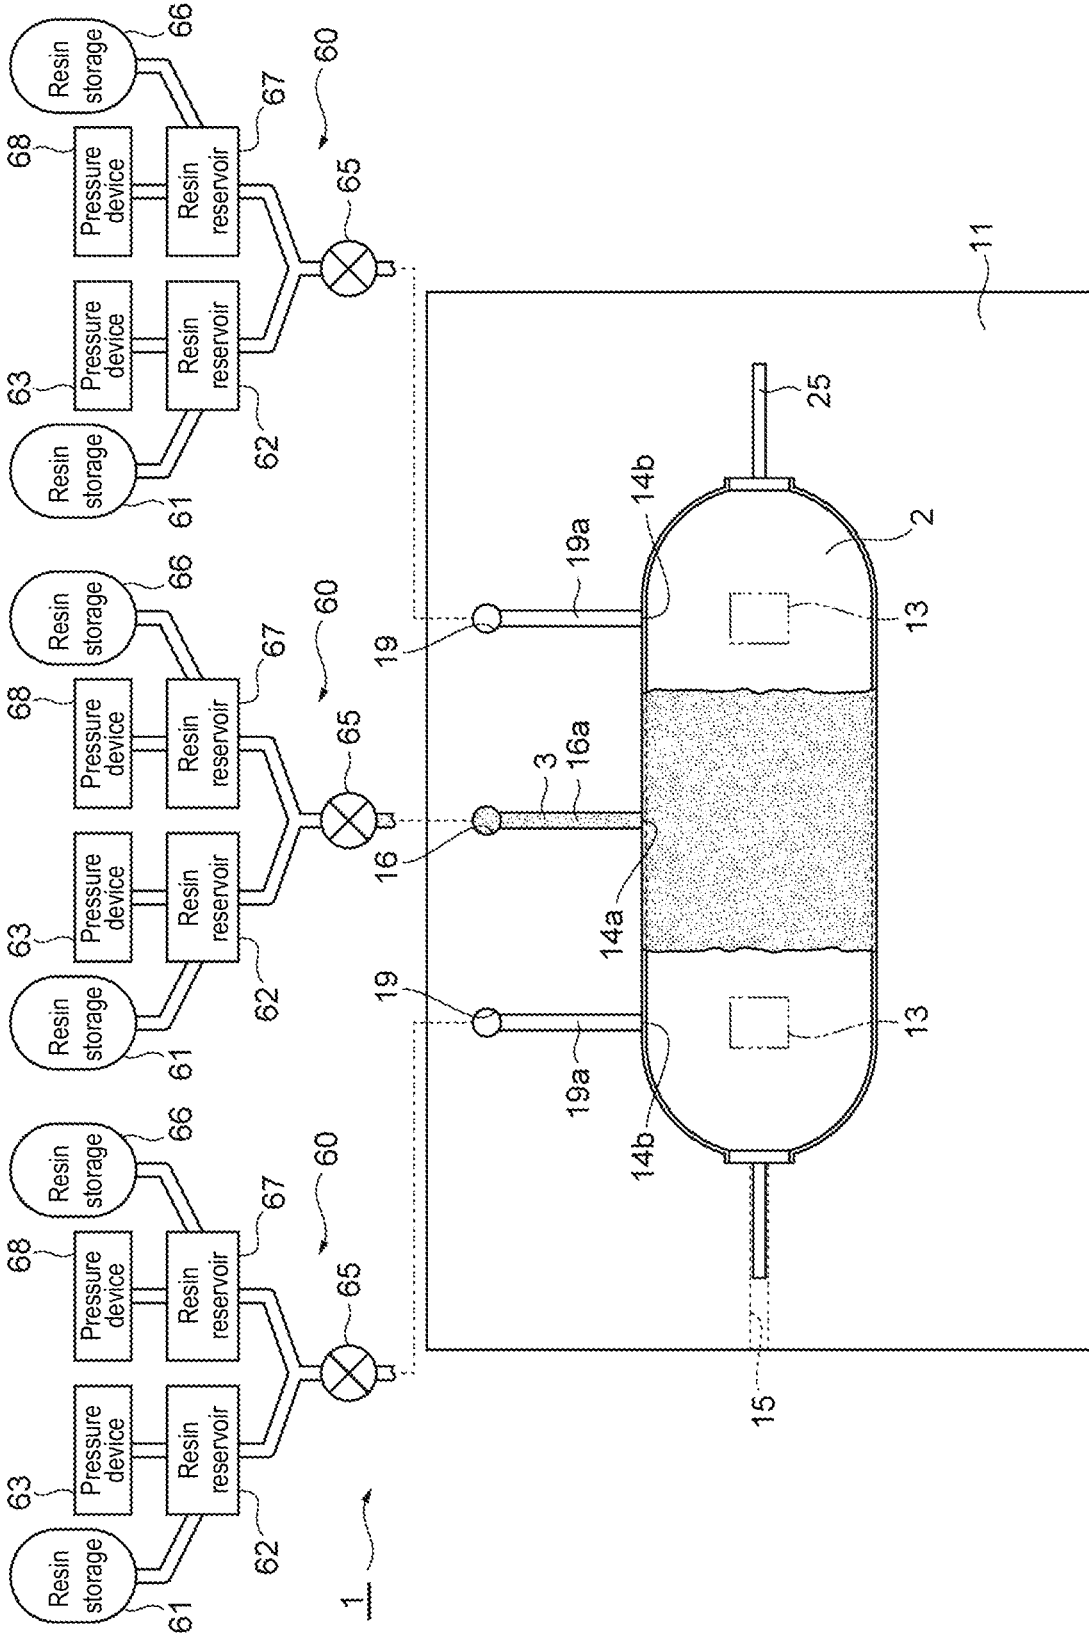 63
68
Resin
storage
Pressure
device
Pressure
device
Resin
storage
61
Resin
reservoir
Resin
reservoir
66
62
67
60
65
63
68
Resin
storage
Pressure
device
Pressure
device
Resin
storage
61
Resin
reservoir
Resin
reservoir
66
62
67
60
65
63
68
Resin
storage
Pressure
device
Pressure
device
Resin
storage
61
Resin
reservoir
Resin
reservoir
66
62
67
60
65
1
19
16
19
3
19a
16a
19a
14b
14a
14b
15
25
13
13
2
11